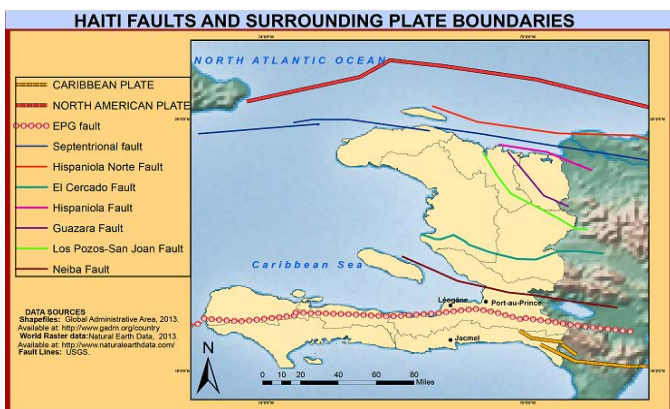 HAITI FAULTS AND SURROUNDING PLATE BOUNDARIES
NORTH ATLANTIC OCEAN
CARIBBEAN PLATE
NORTH AMERICAN PLATE
EPG fault
Septentrional fault
Hispaniola Norte Fault
El Cercado Fault
Hispaniola Fault
Guazara Fault
Los Pozos-San Joan Fault
Neiba Fault
Caribbean Sea
Léogâne
Port-au-Prince
Jacmel
DATA SOURCES
Shapefiles: Global Administrative Area, 2013.
Available at: http://www.gadm.org/country
World Raster data:Natural Earth Data, 2013.
Available at: http://www.naturalearthdata.com/
Fault Lines: USGS.
N
0 10 20 40 60 80
Miles